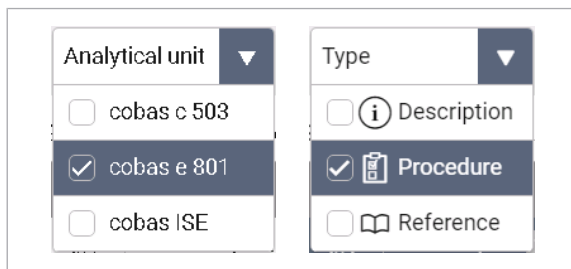 Analytical unit
cobas c 503
cobas e 801
cobas ISE
Type
Description
Procedure
Reference